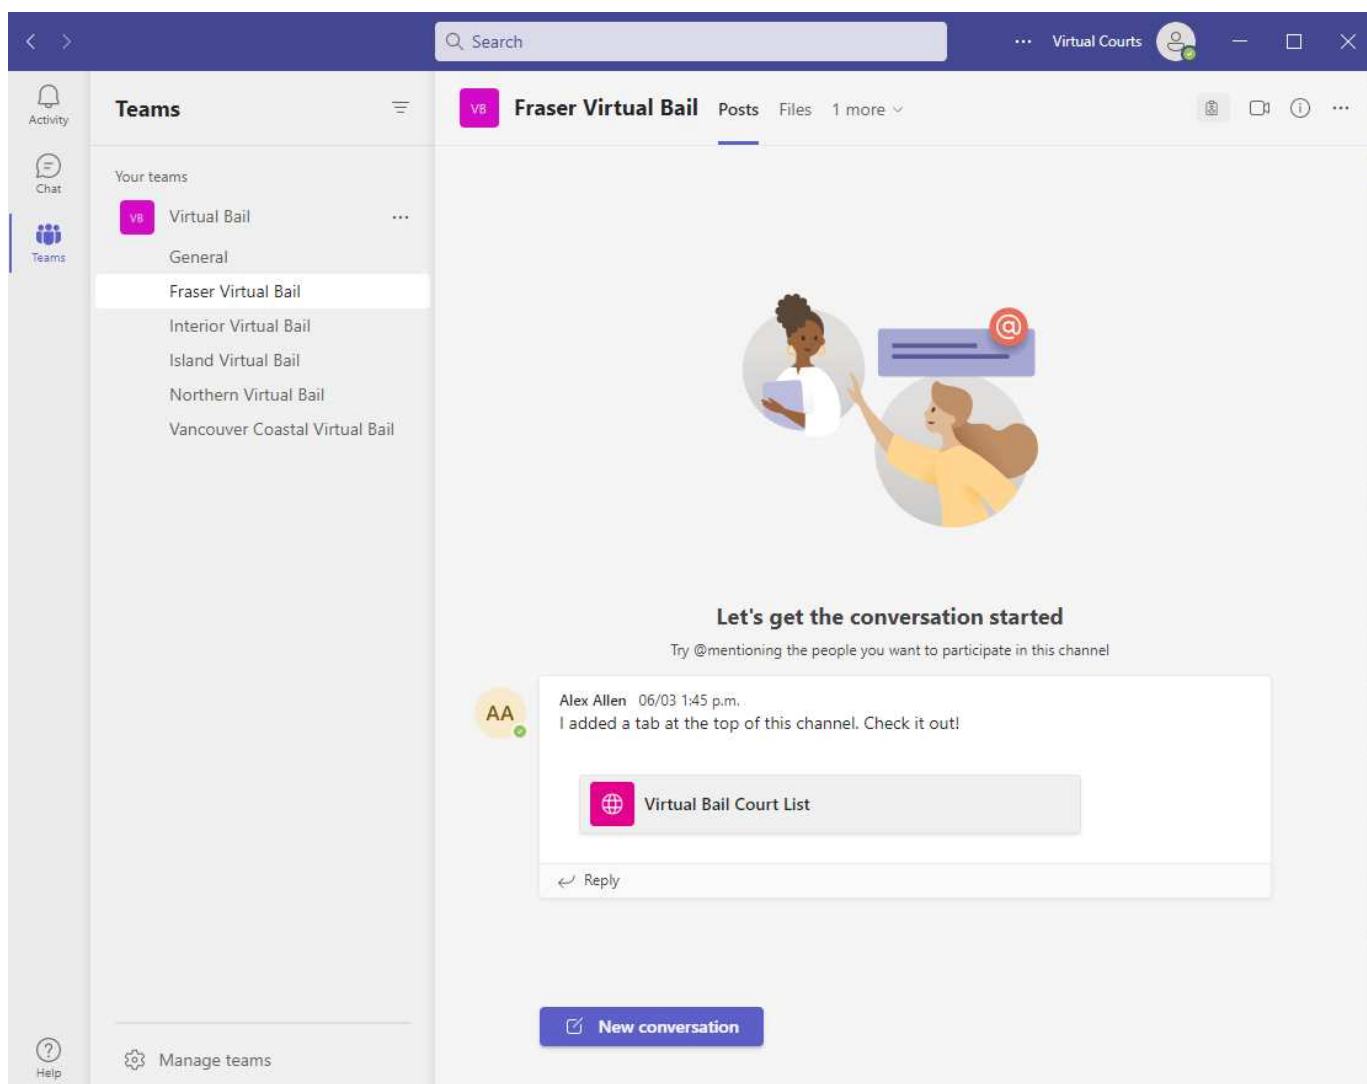 Search
Virtual Courts
Activity
Chat
Teams
Help
Teams
Your teams
VB Virtual Bail
General
Fraser Virtual Bail
Interior Virtual Bail
Island Virtual Bail
Northern Virtual Bail
Vancouver Coastal Virtual Bail
Manage teams
VB Fraser Virtual Bail Posts Files 1 more
@
Let's get the conversation started
Try @mentioning the people you want to participate in this channel
AA
Alex Allen 06/03 1:45 p.m.
I added a tab at the top of this channel. Check it out!
Virtual Bail Court List
Reply
New conversation